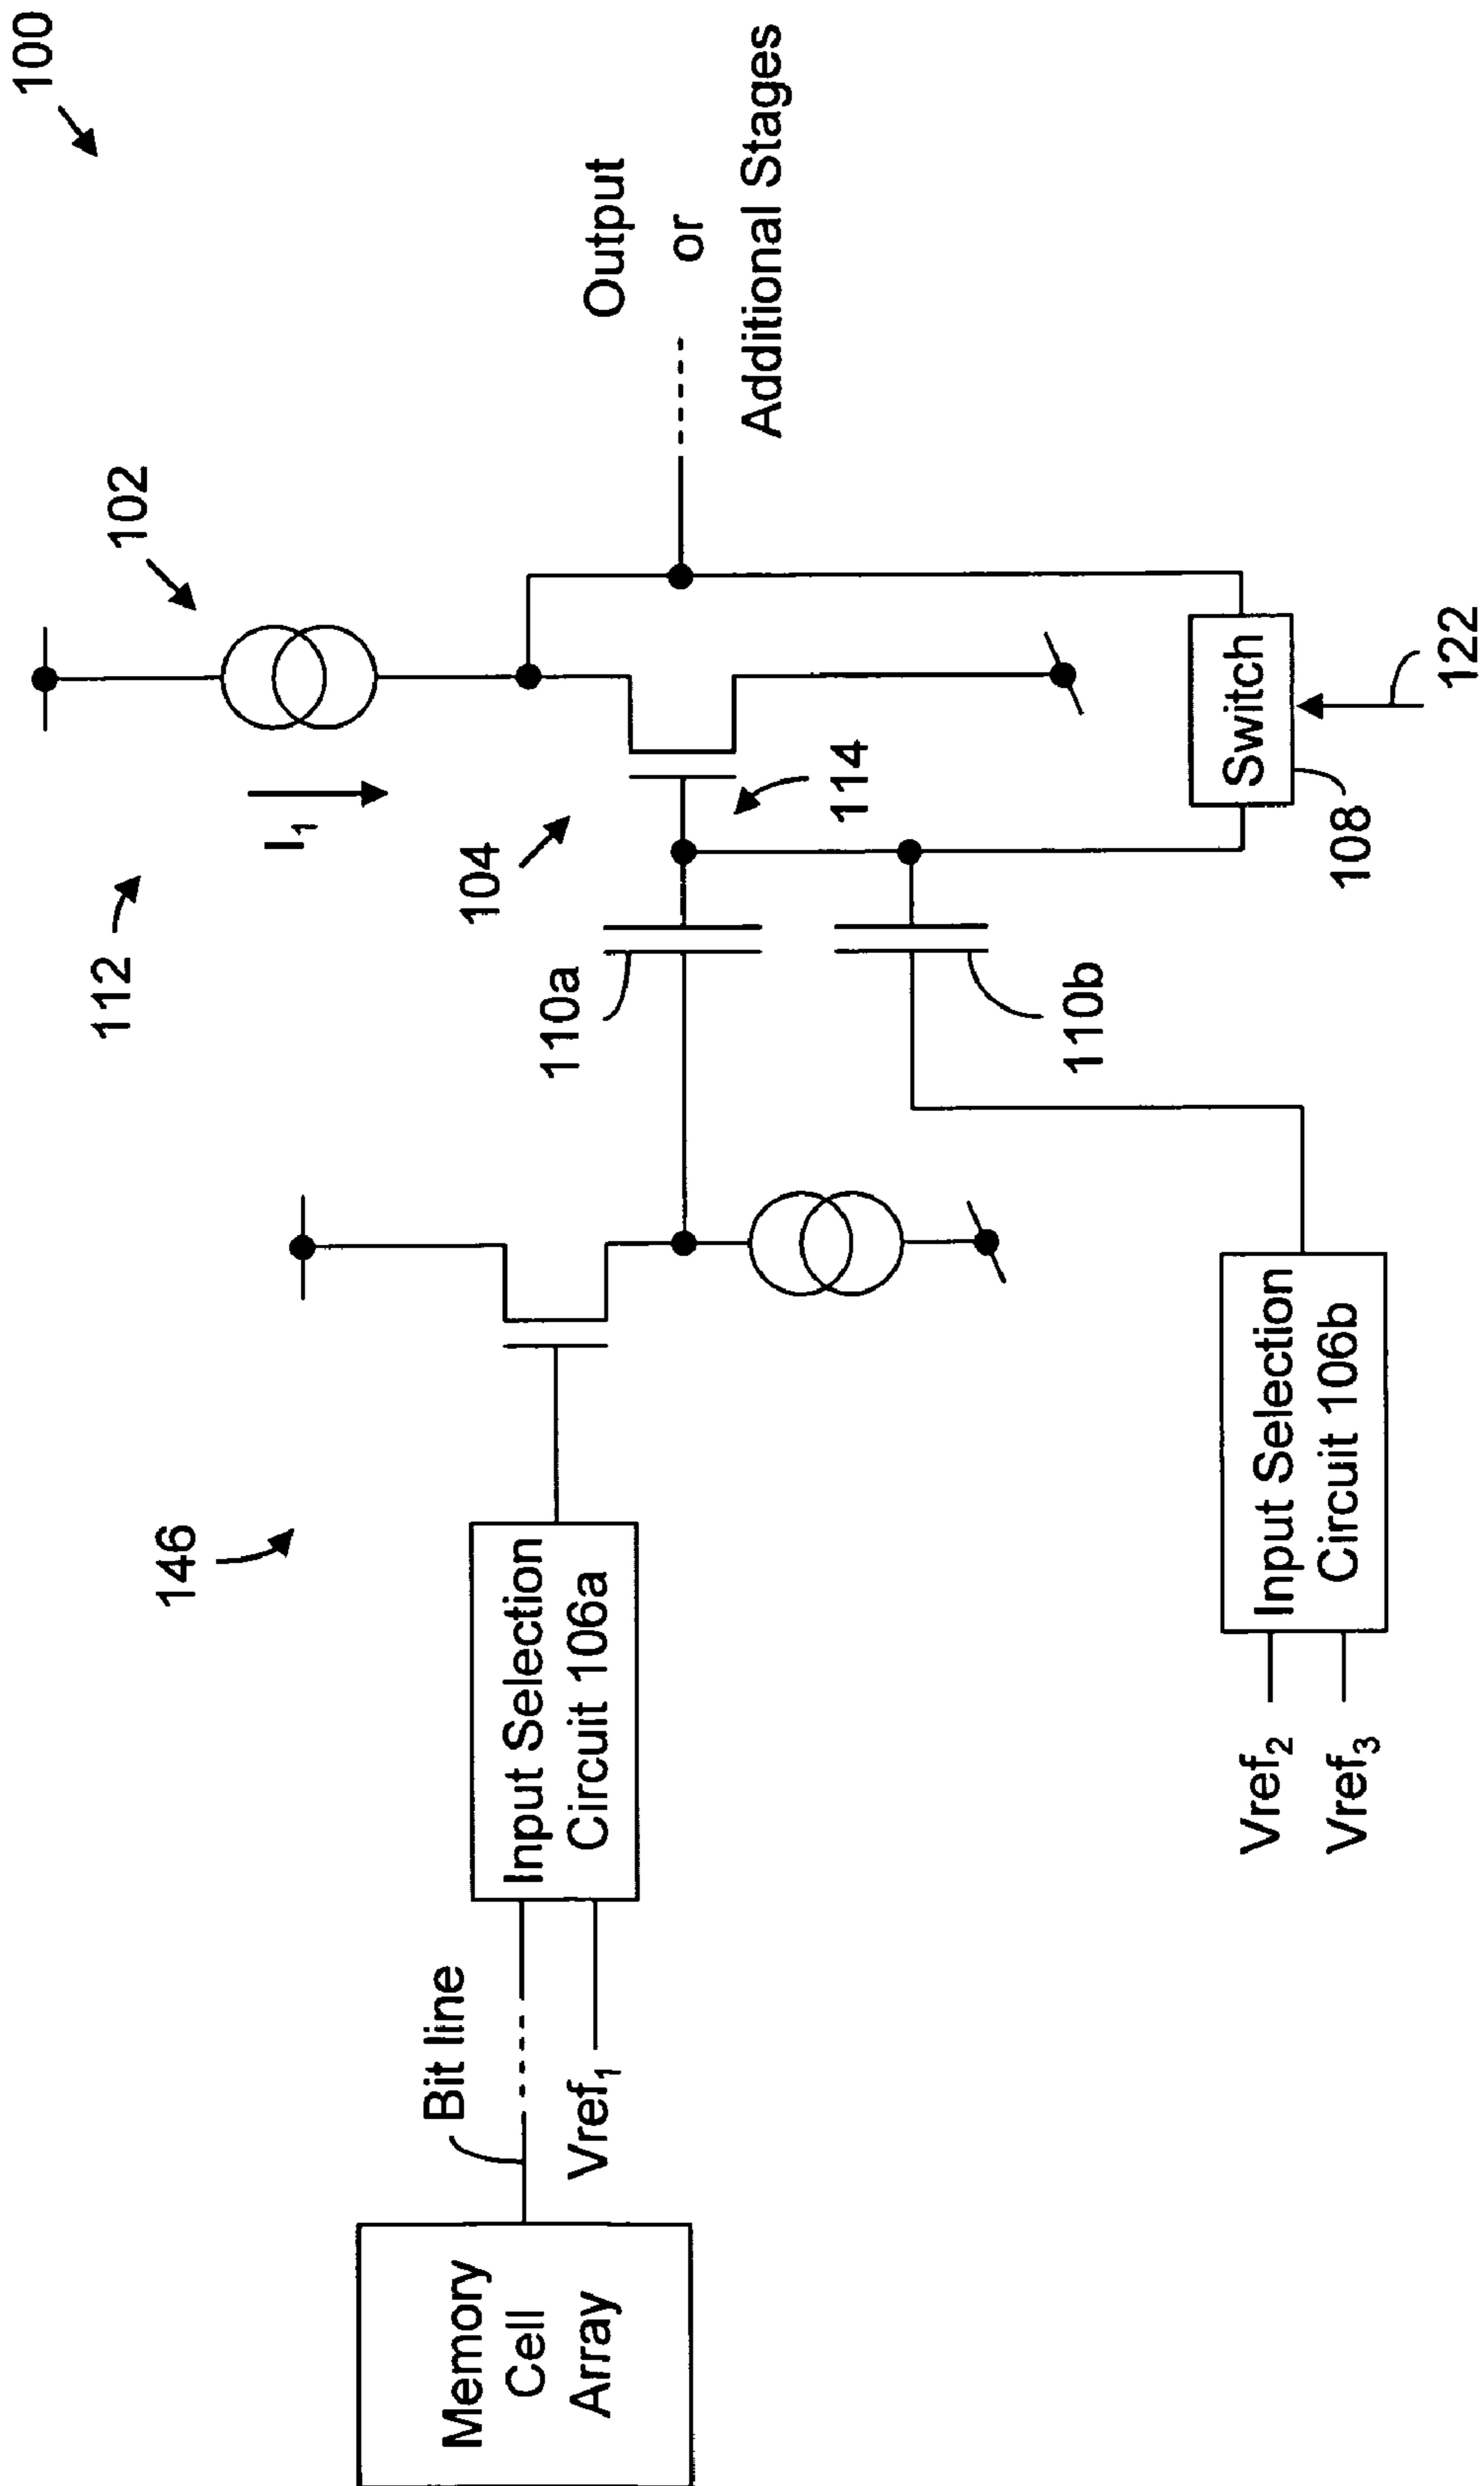 100
102
112
I1
104
114
Output
or
Additional Stages
146
110a
110b
Switch
108
122
Memory
Cell
Array
Bit line
Vref1
Input Selection
Circuit 106a
Vref2
Vref3
Input Selection
Circuit 106b